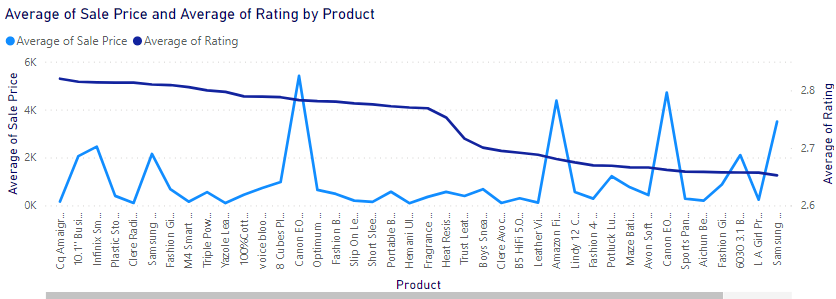 Average of Sale Price and Average of Rating by Product
Average of Sale Price Average of Rating
6K
4K
2K
0K
2.8
2.7
2.6
Average of Sale Price
Average of Rating
Cq Amaigr...
10.1'' Busi...
Infinix Sm...
Plastic Sto...
Clere Radi...
Samsung ...
Fashion Gi...
M4 Smart ...
Triple Pow...
Yazole Lea...
100%Cott...
voice bloo...
8 Cubes Pl...
Canon EO...
Optimum ...
Fashion B...
Slip On Le...
Short Slee...
Portable B...
Hemani Ul...
Fragrance ...
Heat Resis...
Trust Leat...
Boys Snea...
Clere Avoc...
B5 HiFi 5.0...
Leather Vi...
Amazon Fi...
Lindy 12 C...
Fashion 4-...
Potluck Lu...
Maze Bati...
Avon Soft ...
Canon EO...
Sports Pan...
Aichun Be...
Fashion Gi...
6030 3.1 B...
L A Girl Pr...
Samsung ...
Product